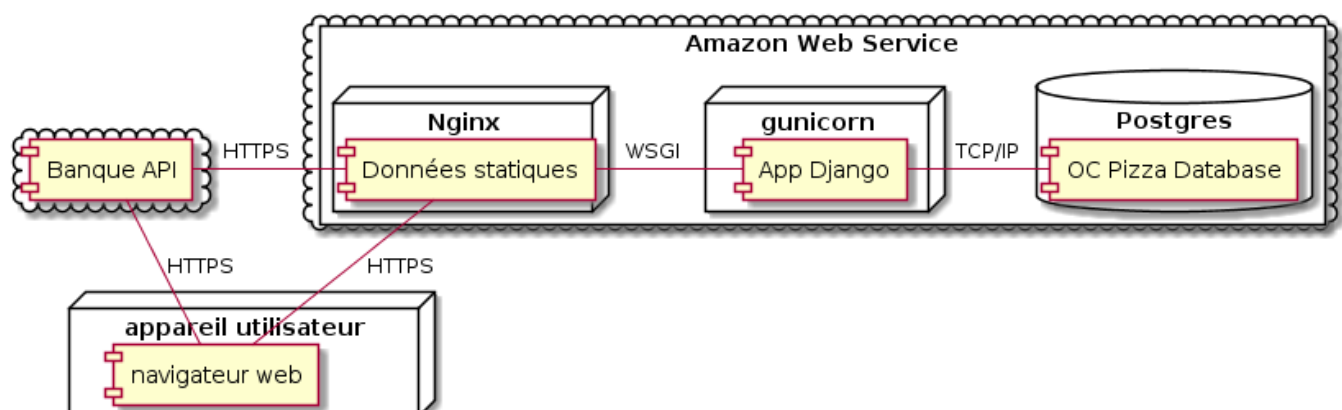 Amazon Web Service
Nginx
gunicorn
Postgres
Banque API
HTTPS
Données statiques
WSGI
App Django
TCP/IP
OC Pizza Database
HTTPS
HTTPS
appareil utilisateur
navigateur web